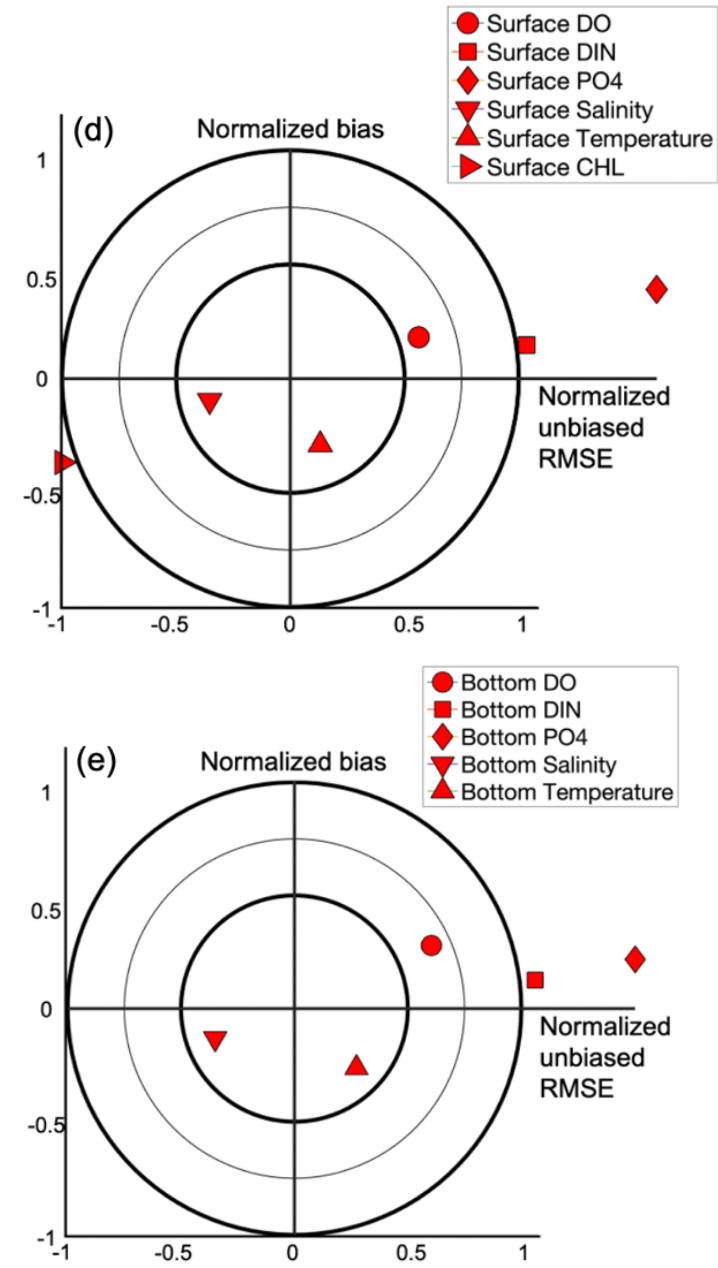 Surface DO
Surface DIN
Surface PO4
Surface Salinity
Surface Temperature
Surface CHL
(d)
Normalized bias
1
0.5
0
-0.5
-1
Normalized
unbiased
RMSE
-1 -0.5 0 0.5 1
Bottom DO
Bottom DIN
Bottom PO4
Bottom Salinity
Bottom Temperature
(e)
Normalized bias
1
0.5
0
-0.5
-1
Normalized
unbiased
RMSE
-1 -0.5 0 0.5 1